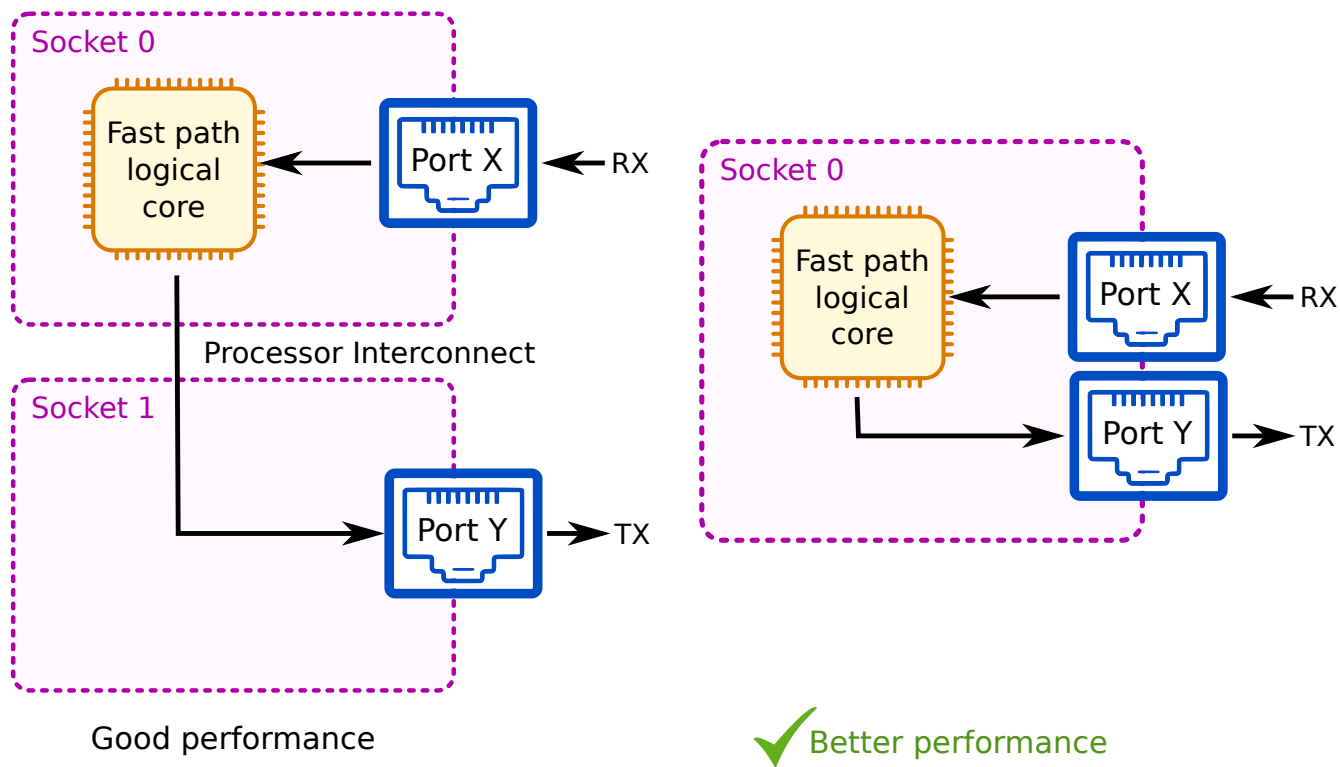 Socket 0
Fast path
logical
core
Port X
RX
Processor Interconnect
Socket 1
Port Y
TX
Good performance
Socket 0
Fast path
logical
core
Port X
RX
Port Y
TX
Better performance